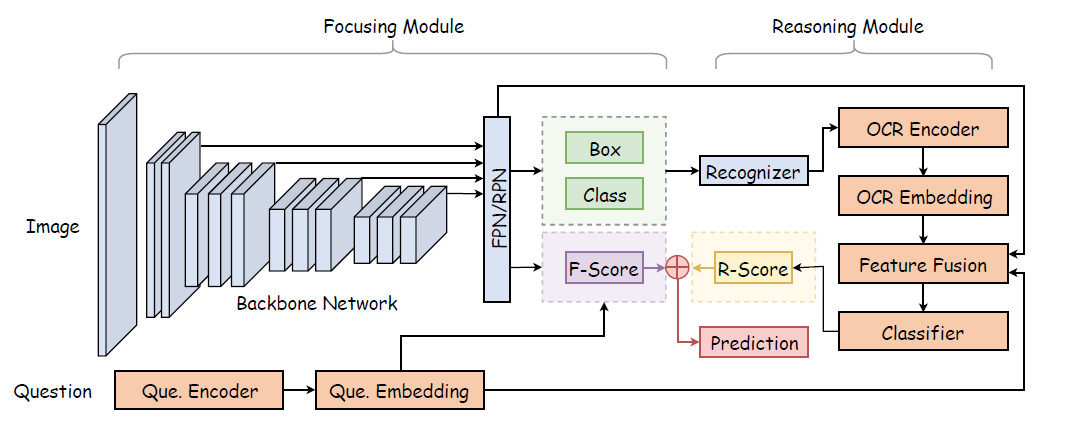 Focusing Module
Reasoning Module
Image
Backbone Network
FPN/RPN
Box
Class
F-Score
R-Score
Recognizer
Prediction
OCR Encoder
OCR Embedding
Feature Fusion
Classifier
Question
Que. Encoder
Que. Embedding